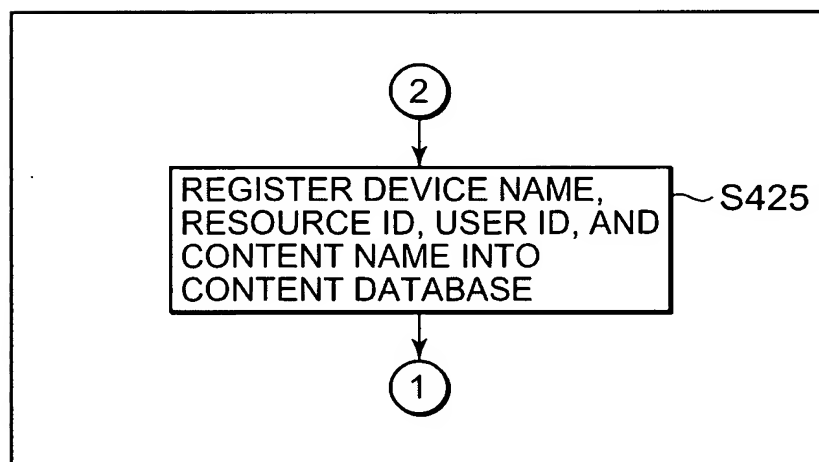 2
REGISTER DEVICE NAME,
RESOURCE ID, USER ID, AND
CONTENT NAME INTO
CONTENT DATABASE
S425
1